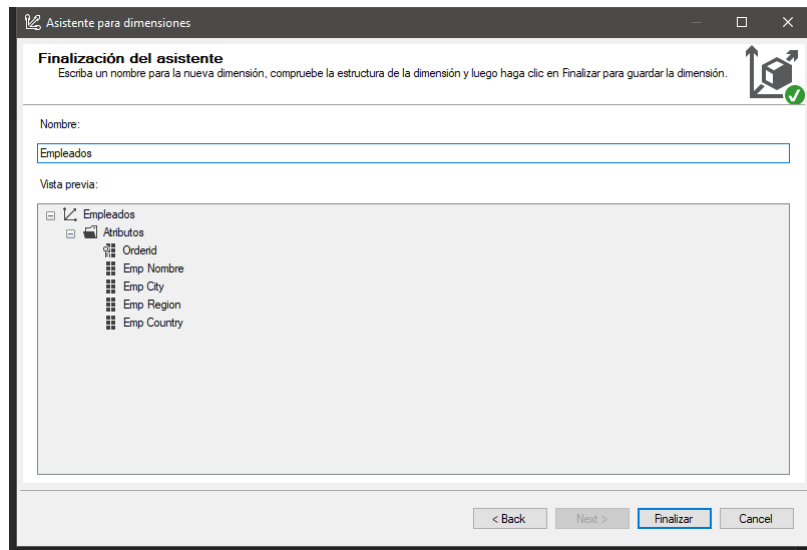 Asistente para dimensiones
Finalización del asistente
Escriba un nombre para la nueva dimensión, compruebe la estructura de la dimensión y luego haga clic en Finalizar para guardar la dimensión.
Nombre:
Empleados
Vista previa:
Empleados
Atributos
Orderid
Emp Nombre
Emp City
Emp Region
Emp Country
< Back
Next >
Finalizar
Cancel